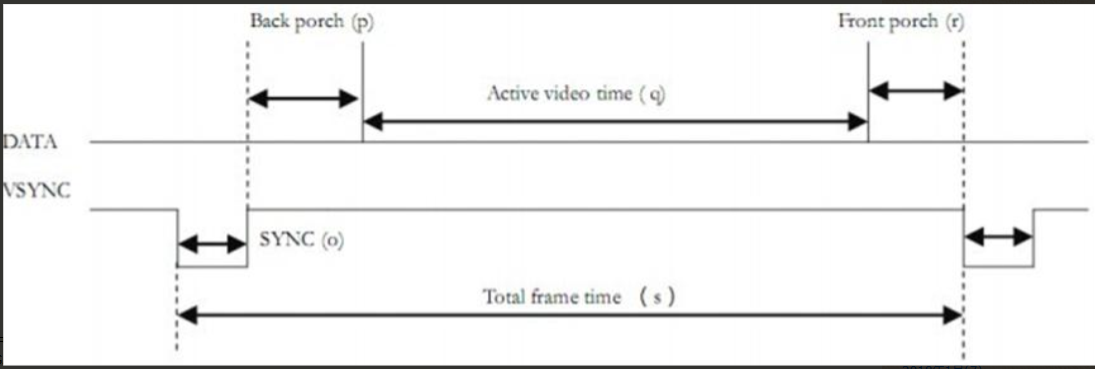 Back porch (p)
Front porch (r)
Active video time ( q)
DATA
VSYNC
SYNC (o)
Total frame time ( s )